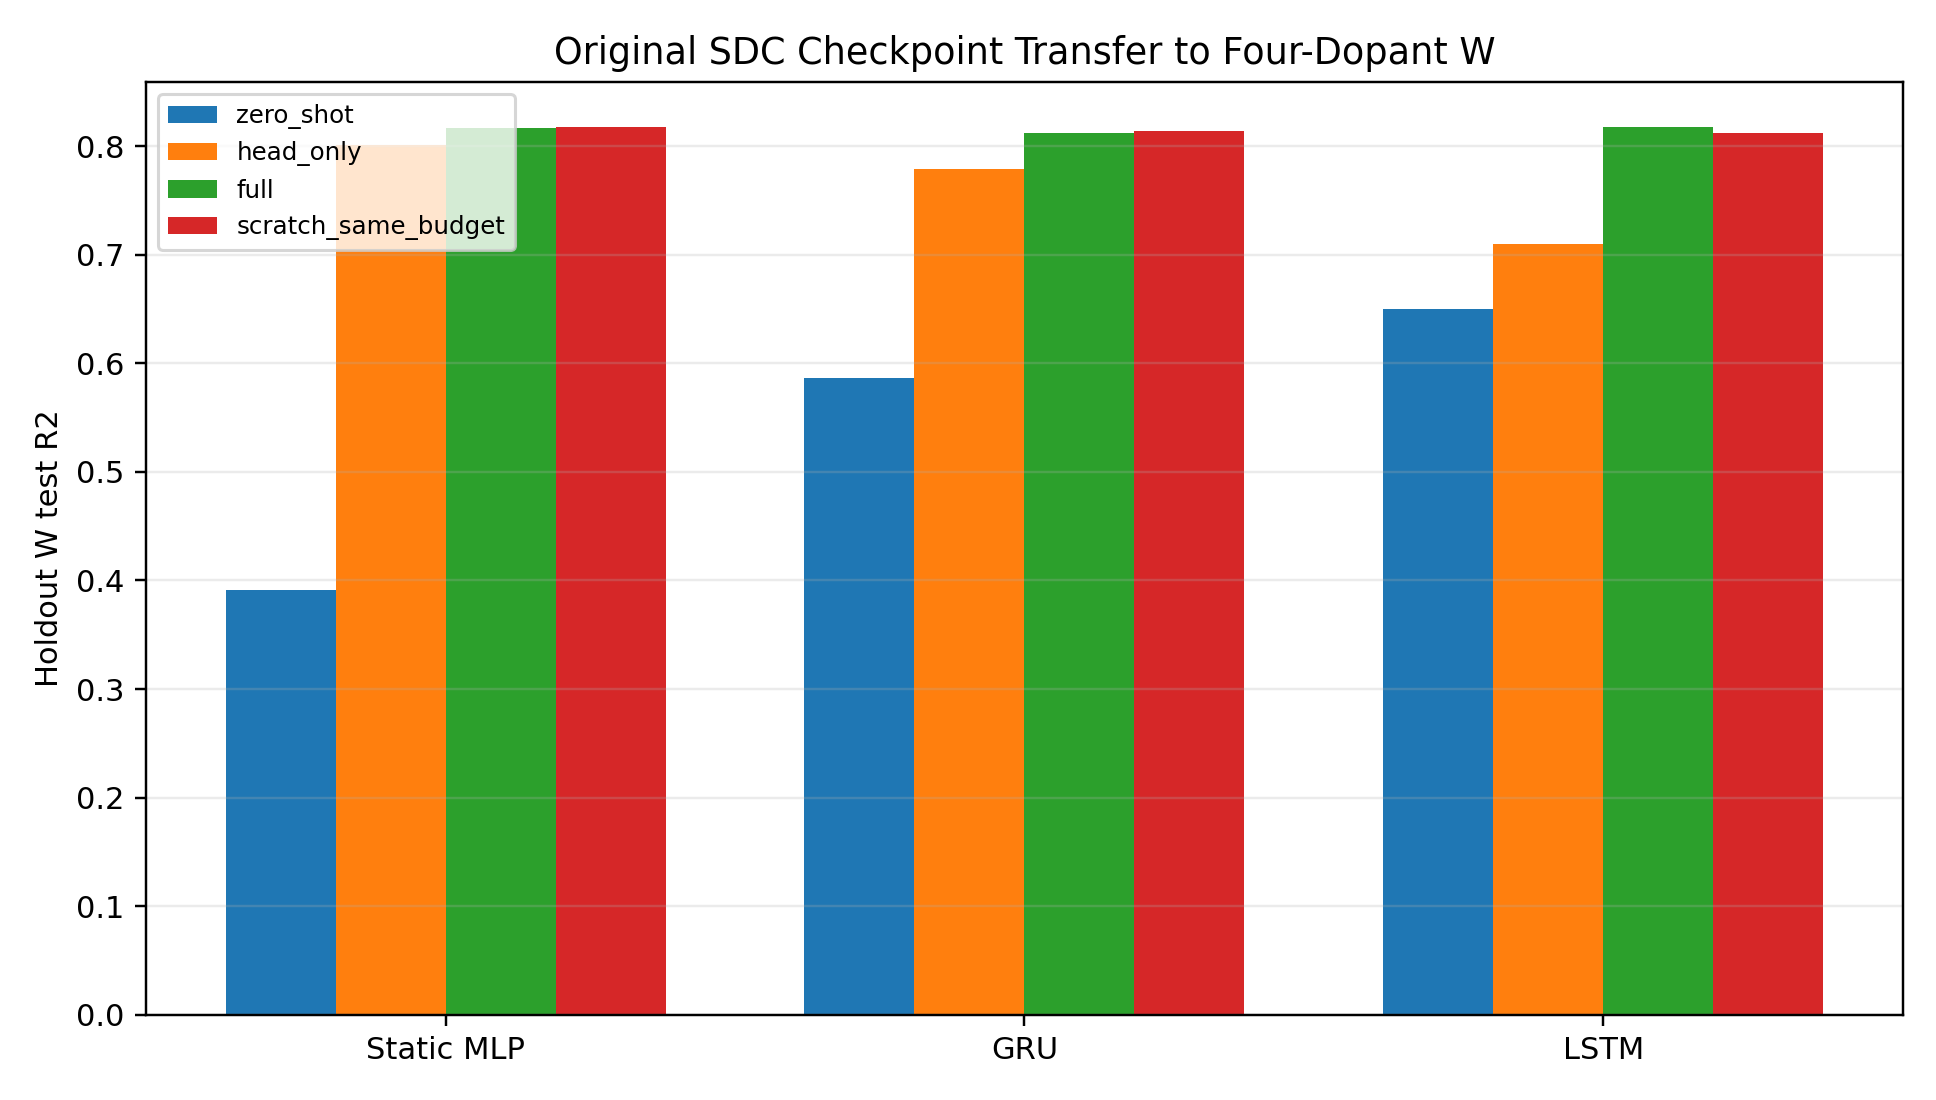 Original SDC Checkpoint Transfer to Four-Dopant W
zero_shot
head_only
full
scratch_same_budget
0.8
0.7
0.6
0.5
0.4
0.3
0.2
0.1
0.0
Holdout W test R2
Static MLP
GRU
LSTM